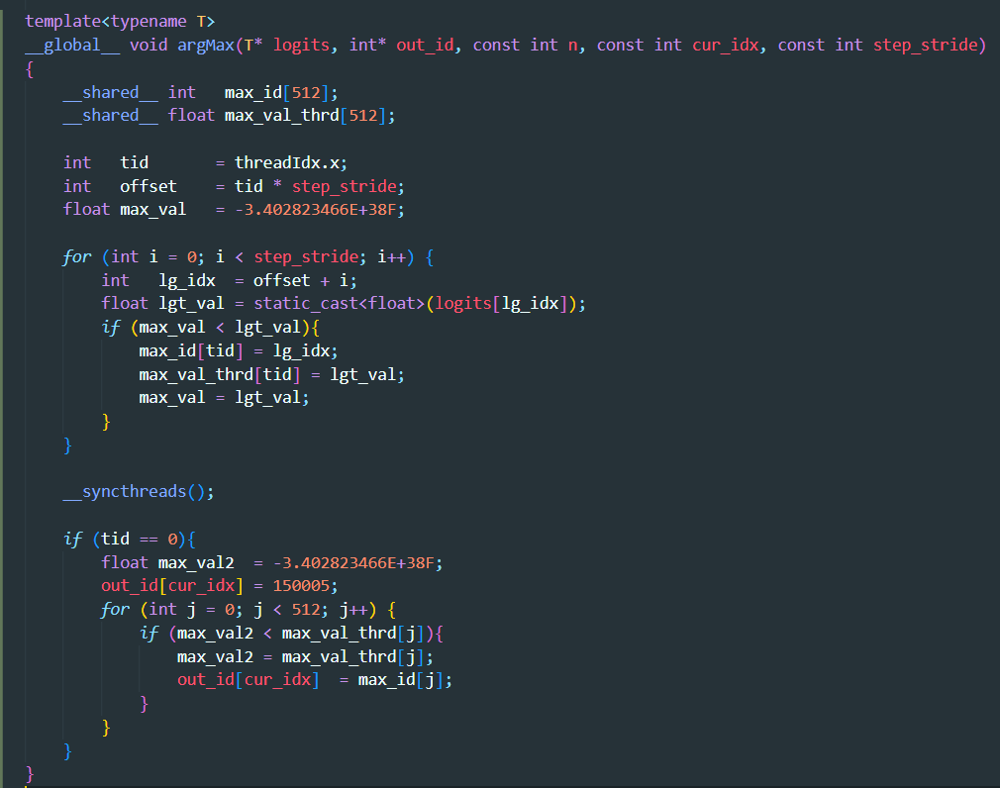 template<typename T>
__global__ void argMax(T* logits, int* out_id, const int n, const int cur_idx, const int step_stride)
{
    __shared__ int   max_id[512];
    __shared__ float max_val_thrd[512];

    int   tid       = threadIdx.x;
    int   offset    = tid * step_stride;
    float max_val   = -3.402823466E+38F;

    for (int i = 0; i < step_stride; i++) {
        int   lg_idx  = offset + i;
        float lgt_val = static_cast<float>(logits[lg_idx]);
        if (max_val < lgt_val){
            max_id[tid] = lg_idx;
            max_val_thrd[tid] = lgt_val;
            max_val = lgt_val;
        }
    }

    __syncthreads();

    if (tid == 0){
        float max_val2  = -3.402823466E+38F;
        out_id[cur_idx] = 150005;
        for (int j = 0; j < 512; j++) {
            if (max_val2 < max_val_thrd[j]){
                max_val2 = max_val_thrd[j];
                out_id[cur_idx]  = max_id[j];
            }
        }
    }
}